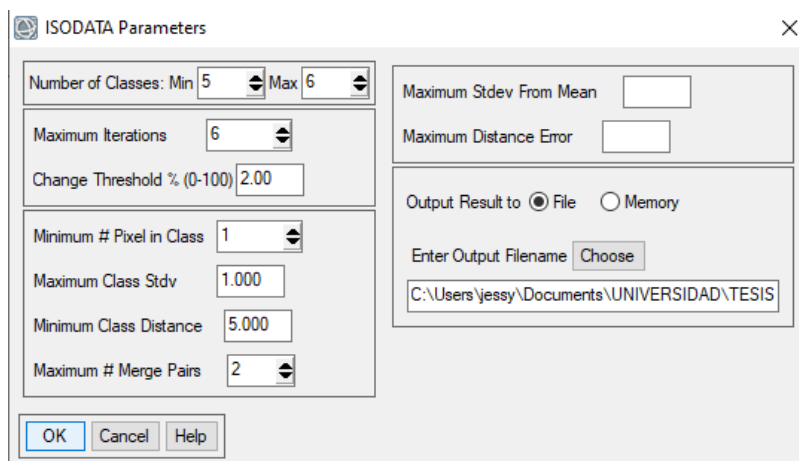 ISODATA Parameters
Number of Classes: Min 5 Max 6
Maximum Iterations 6
Change Threshold % (0-100) 2.00
Minimum # Pixel in Class 1
Maximum Class Stdv 1.000
Minimum Class Distance 5.000
Maximum # Merge Pairs 2
OK Cancel Help
Maximum Stdev From Mean
Maximum Distance Error
Output Result to File Memory
Enter Output Filename Choose
C:\Users\jessy\Documents\UNIVERSIDAD\TESIS